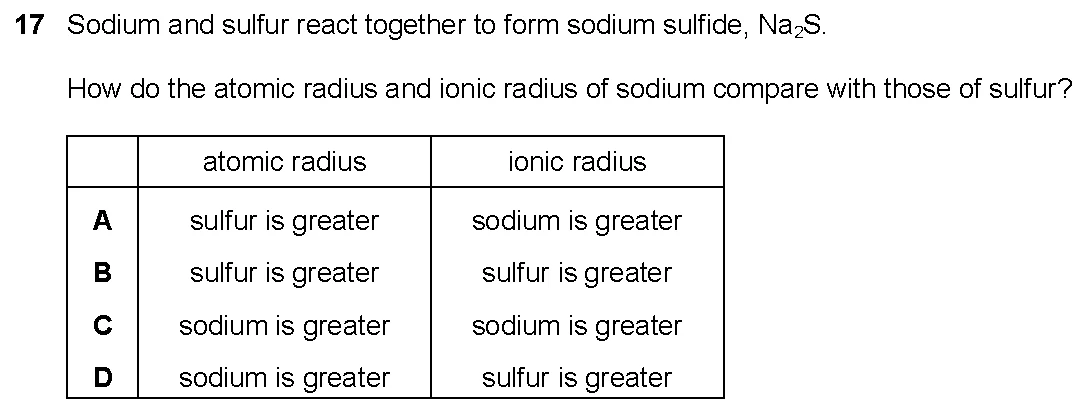 17 Sodium and sulfur react together to form sodium sulfide, Na₂S.
How do the atomic radius and ionic radius of sodium compare with those of sulfur?
atomic radius ionic radius
A sulfur is greater sodium is greater
B sulfur is greater sulfur is greater
C sodium is greater sodium is greater
D sodium is greater sulfur is greater